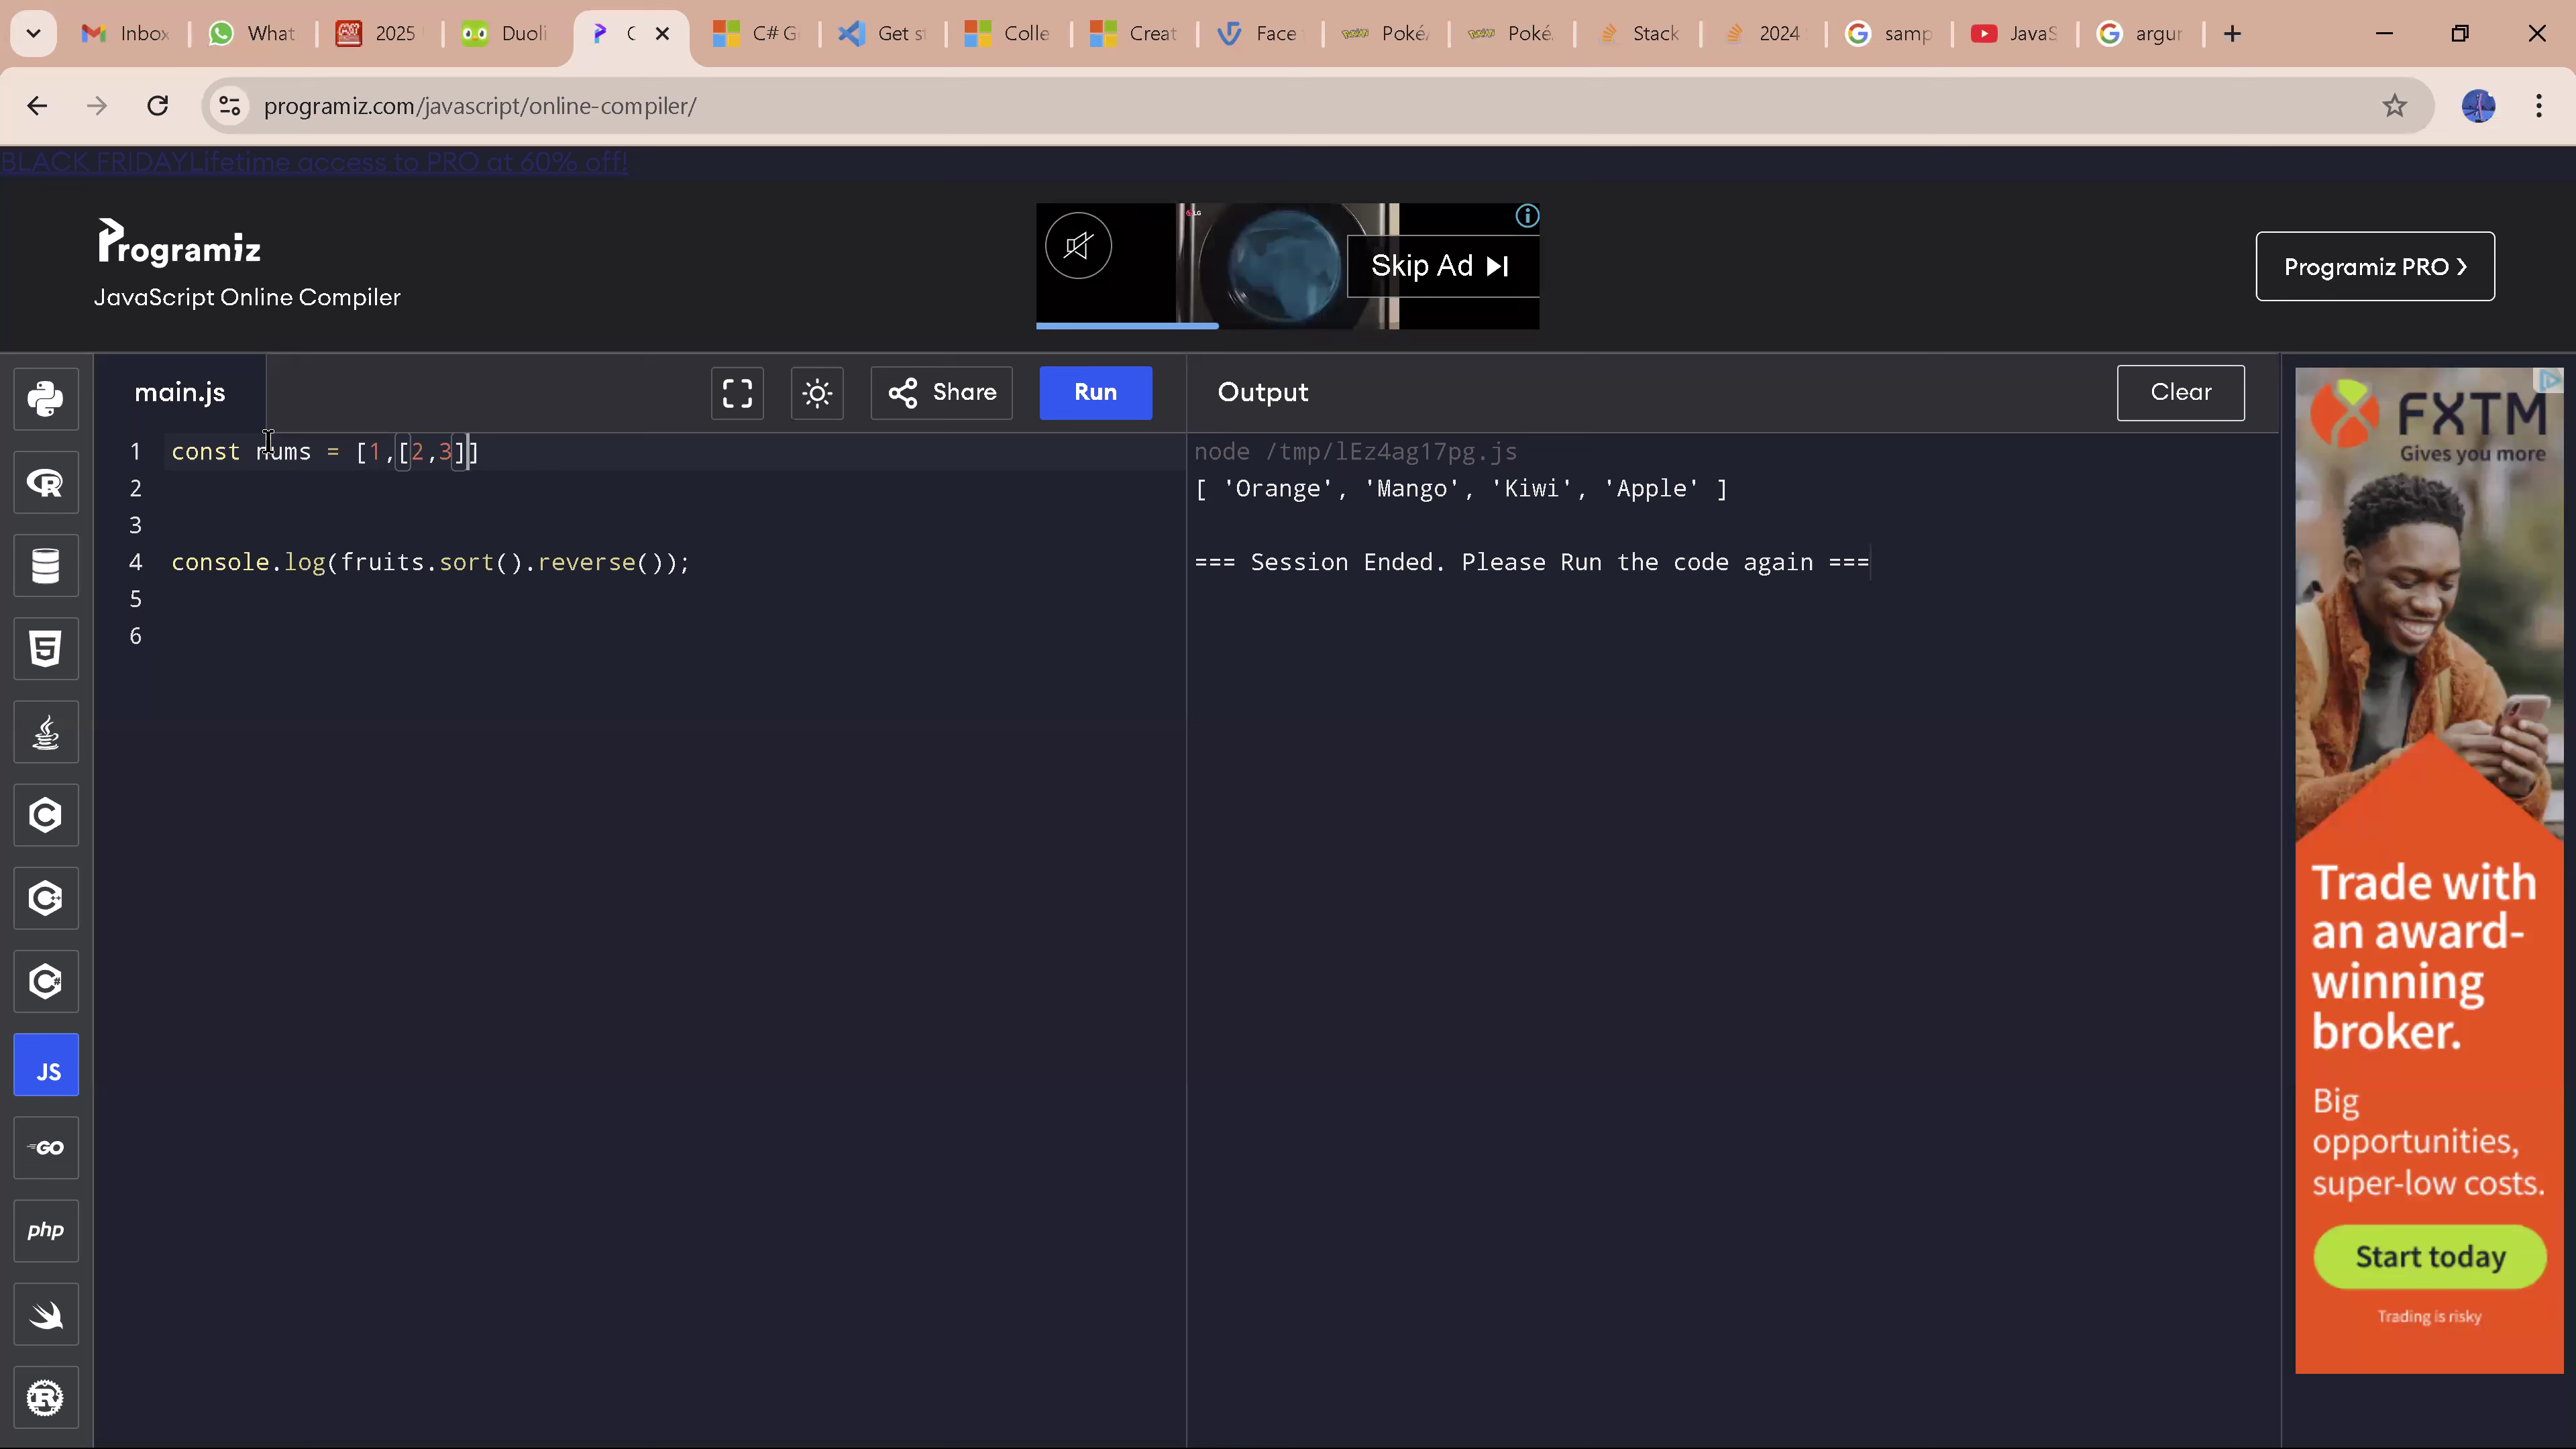 Inbox What 2025 Duoli C C# G Get s Colle Creat Face Poké Poké Stack 2024 samp JavaS argur
programiz.com/javascript/online-compiler/
BLACK FRIDAYLifetime access to PRO at 60% off!
Programiz
JavaScript Online Compiler
LG
Skip Ad
Programiz PRO
main.js
Share
Run
Output
Clear
1 const nums = [1,[2,3]]
2
3
4 console.log(fruits.sort().reverse());
5
6
node /tmp/lEz4ag17pg.js
[ 'Orange', 'Mango', 'Kiwi', 'Apple' ]
=== Session Ended. Please Run the code again ===
R
5
C
C++
C#
JS
GO
php
R
FXTM
Gives you more
Trade with
an award-
winning
broker.
Big
opportunities,
super-low costs.
Start today
Trading is risky